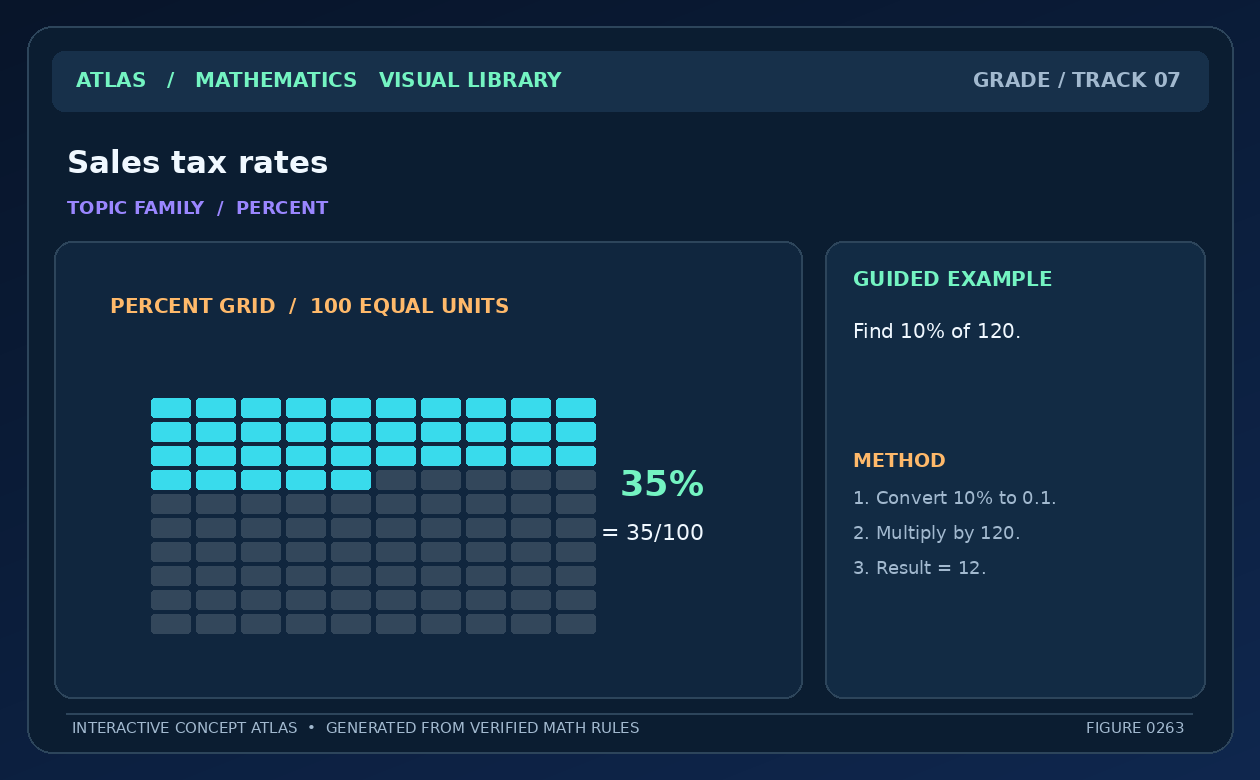 ATLAS / MATHEMATICS VISUAL LIBRARY
GRADE / TRACK 07
Sales tax rates
TOPIC FAMILY / PERCENT
PERCENT GRID / 100 EQUAL UNITS
35%
= 35/100
GUIDED EXAMPLE
Find 10% of 120.
METHOD
1. Convert 10% to 0.1.
2. Multiply by 120.
3. Result = 12.
INTERACTIVE CONCEPT ATLAS • GENERATED FROM VERIFIED MATH RULES
FIGURE 0263